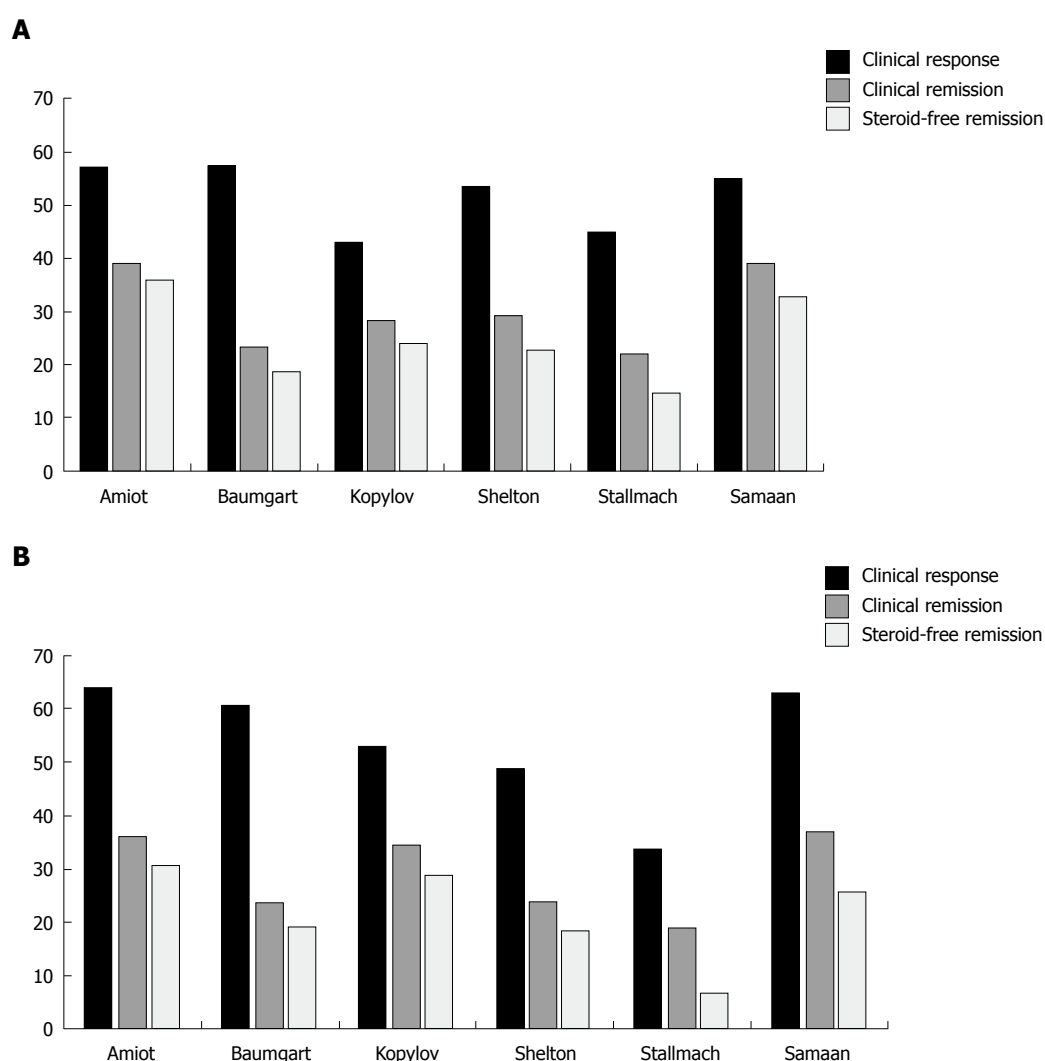 A
Clinical response
Clinical remission
Steroid-free remission
70
60
50
40
30
20
10
0
Amiot Baumgart Kopylov Shelton Stallmach Samaan
B
Clinical response
Clinical remission
Steroid-free remission
70
60
50
40
30
20
10
0
Amiot Baumgart Kopylov Shelton Stallmach Samaan